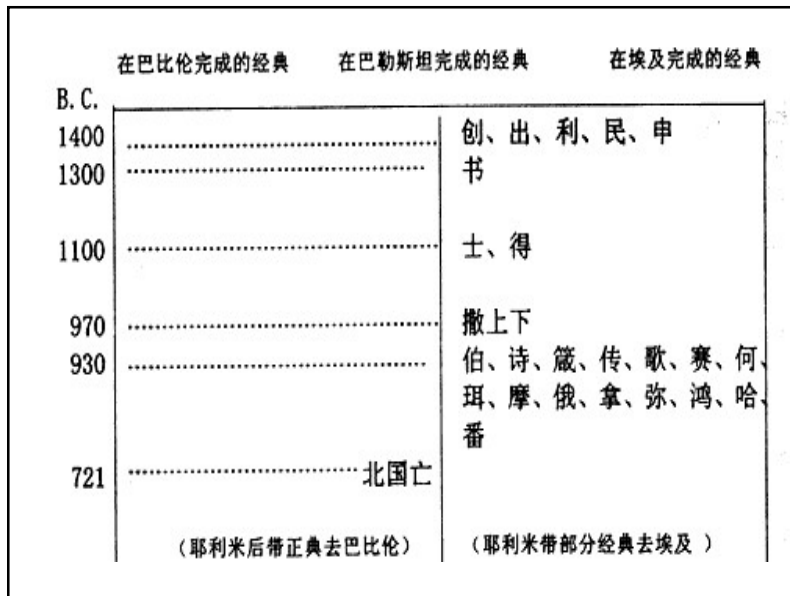 在巴比伦完成的经典 在巴勒斯坦完成的经典 在埃及完成的经典
B.C.
1400 创、出、利、民、申
1300 书
1100 士、得
970 撒上下
930 伯、诗、箴、传、歌、赛、何、
珥、摩、俄、拿、弥、鸿、哈、
番
721 北国亡
（耶利米后带正典去巴比伦） （耶利米带部分经典去埃及 ）